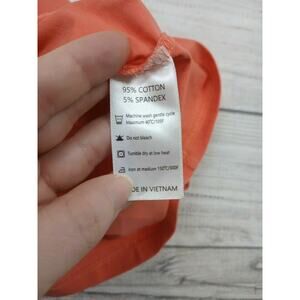 95% COTTON
5% SPANDEX
Machine wash gentle cycle
Maximum 40°C/105F
Do not bleach
Tumble dry at low heat
Iron at medium 150°C/300F
DE IN VIETNAM